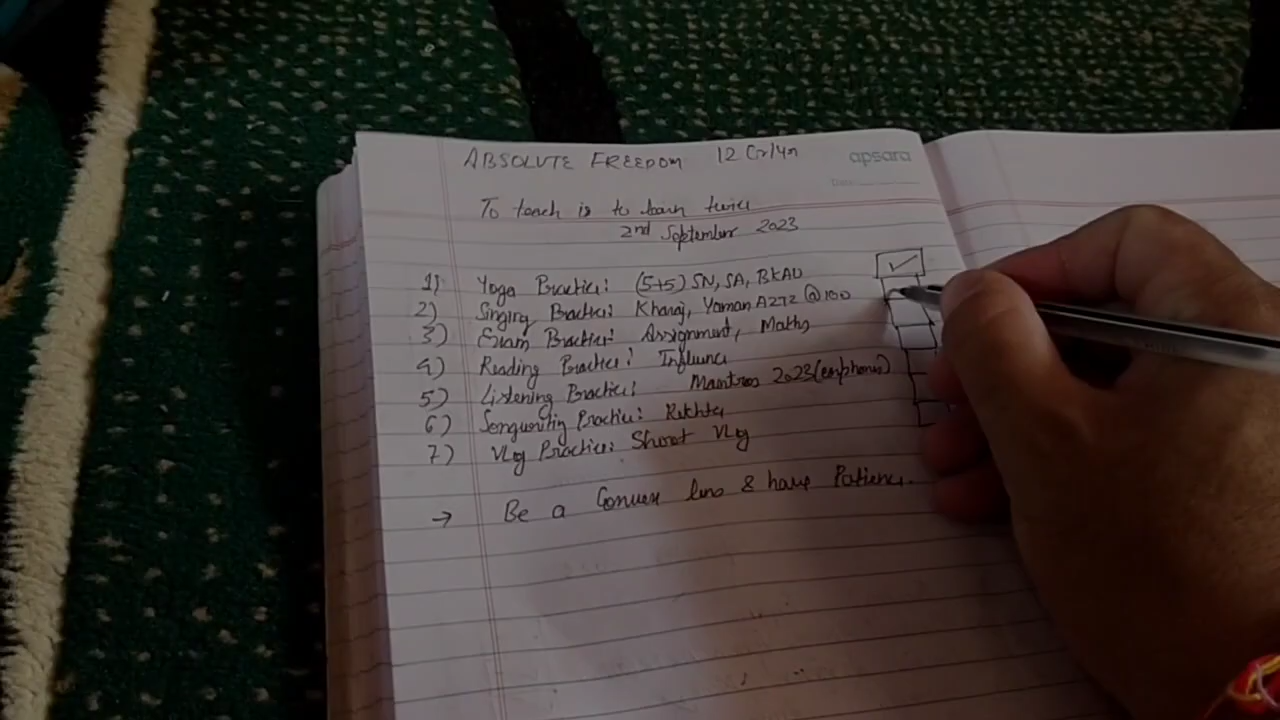 ABSOLUTE FREEDOM 12 Cr/4n
apsara
Date:
To teach is to learn twice
2nd September 2023
1) Yoga Practice: (5+5) SN, SA, BKAU
2) Singing Practice: Kharaj, Yaman A2TZ @100
3) Exam Practice: Assignment, Maths
4) Reading Practice: Influence
5) Listening Practice: Mantras 2023 (earphones)
6) Songwriting Practice: Rekhta
7) Vlog Practice: Shoot Vlog
→ Be a Convex lens & have Patience.